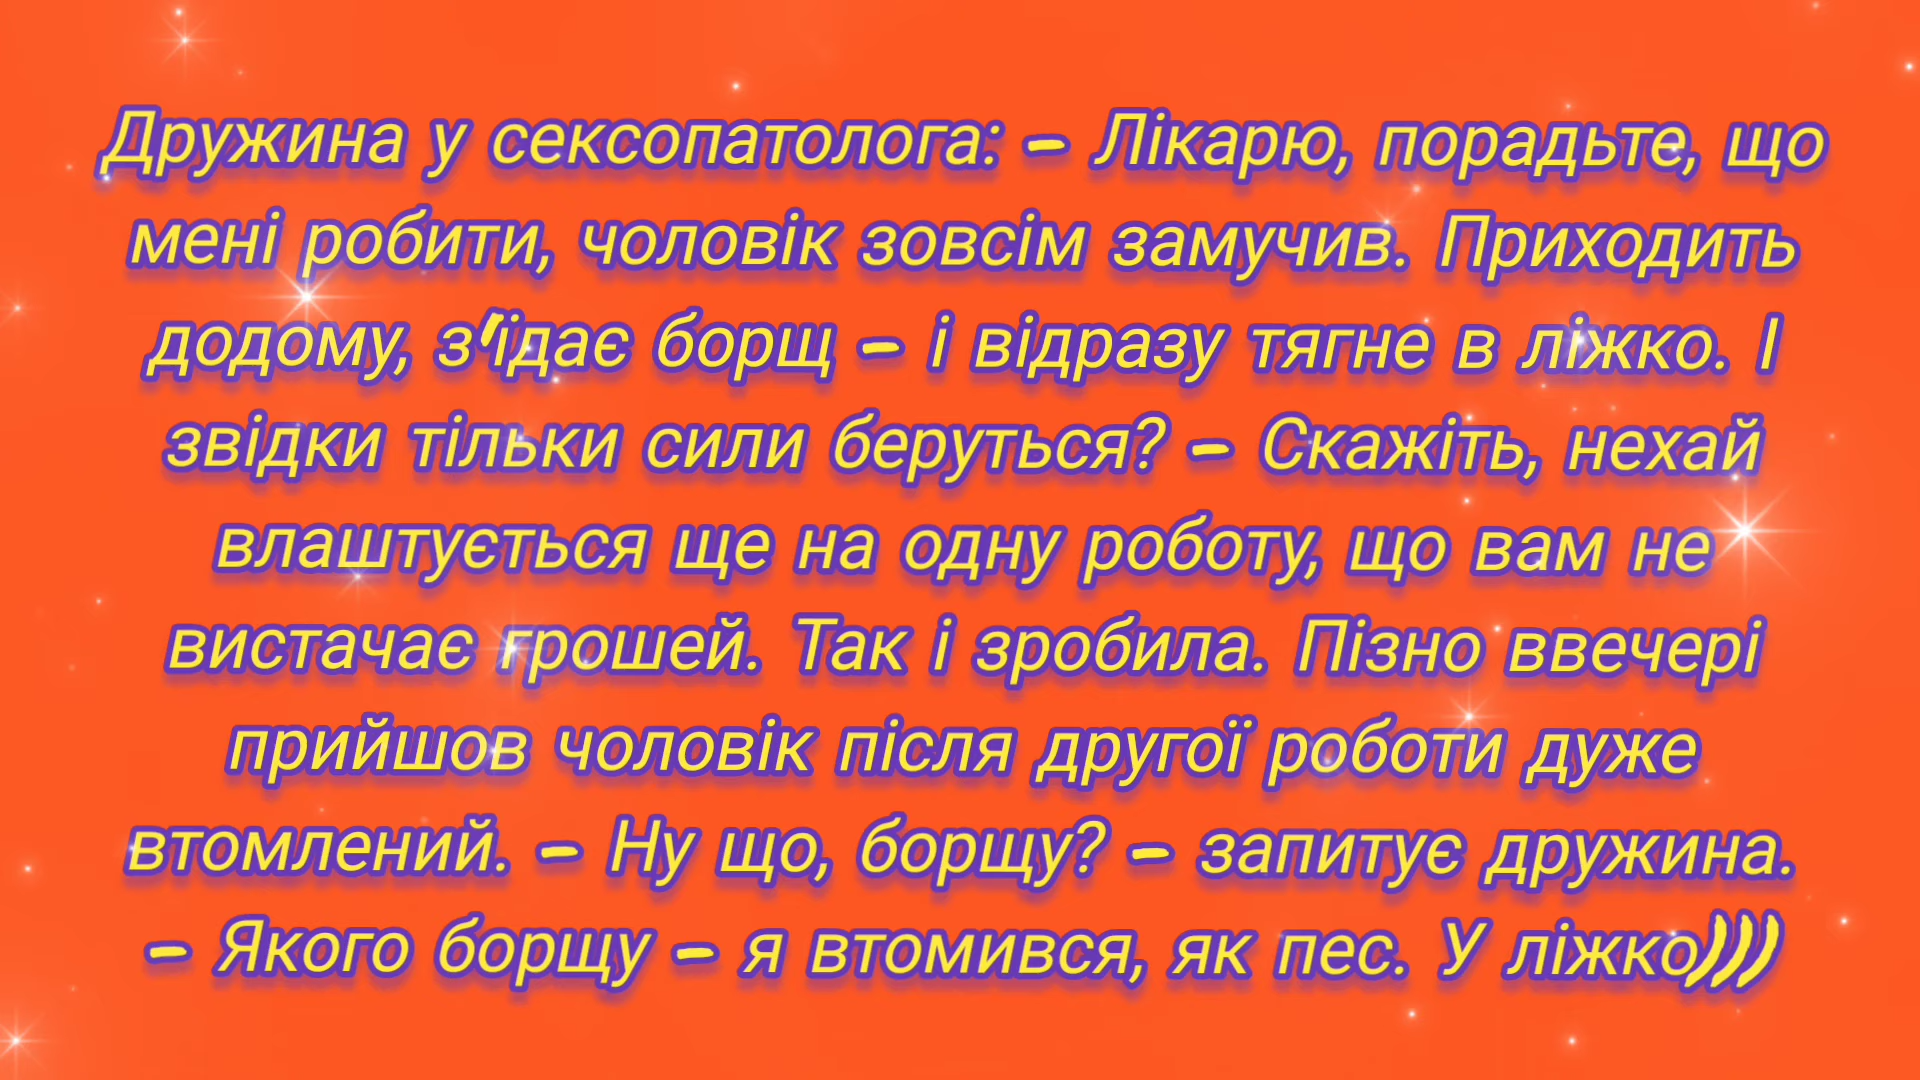 Дружина у сексопатолога: – Лікарю, порадьте, що
мені робити, чоловік зовсім замучив. Приходить
додому, з'їдає борщ – і відразу тягне в ліжко. І
звідки тільки сили беруться? – Скажіть, нехай
влаштується ще на одну роботу, що вам не
вистачає грошей. Так і зробила. Пізно ввечері
прийшов чоловік після другої роботи дуже
втомлений. – Ну що, борщу? – запитує дружина.
– Якого борщу – я втомився, як пес. У ліжко)))